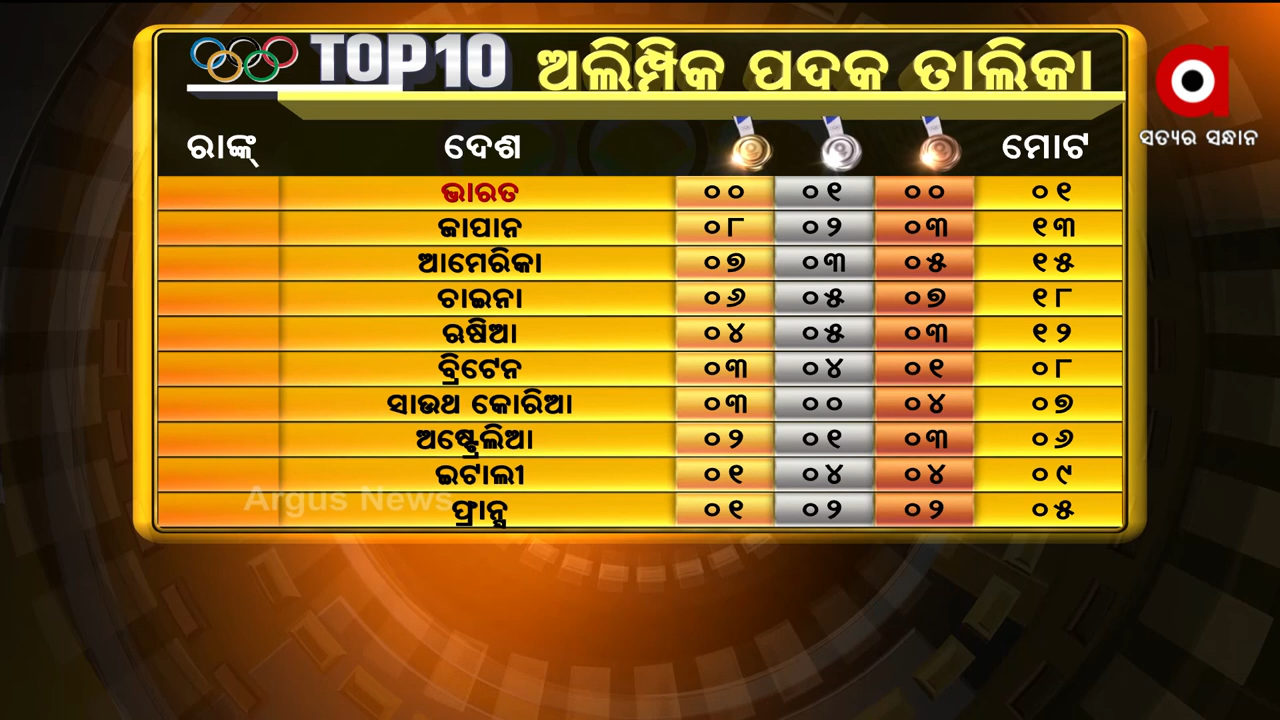 TOP10 ଅଲିମ୍ପିକ ପଦକ ତାଲିକା
ସତ୍ୟର ସନ୍ଧାନ
ରାଙ୍କ୍ ଦେଶ ମୋଟ
ଭାରତ ୦୦ ୦୧ ୦୦ ୦୧
ଜାପାନ ୦୮ ୦୨ ୦୩ ୧୩
ଆମେରିକା ୦୭ ୦୩ ୦୫ ୧୫
ଚାଇନା ୦୬ ୦୫ ୦୭ ୧୮
ଋଷିଆ ୦୪ ୦୫ ୦୩ ୧୨
ବ୍ରିଟେନ ୦୩ ୦୪ ୦୧ ୦୮
ସାଉଥ କୋରିଆ ୦୩ ୦୦ ୦୪ ୦୭
ଅଷ୍ଟ୍ରେଲିଆ ୦୨ ୦୧ ୦୩ ୦୬
ଇଟାଲୀ ୦୧ ୦୪ ୦୪ ୦୯
ଫ୍ରାନ୍ସ ୦୧ ୦୨ ୦୨ ୦୫
Argus News